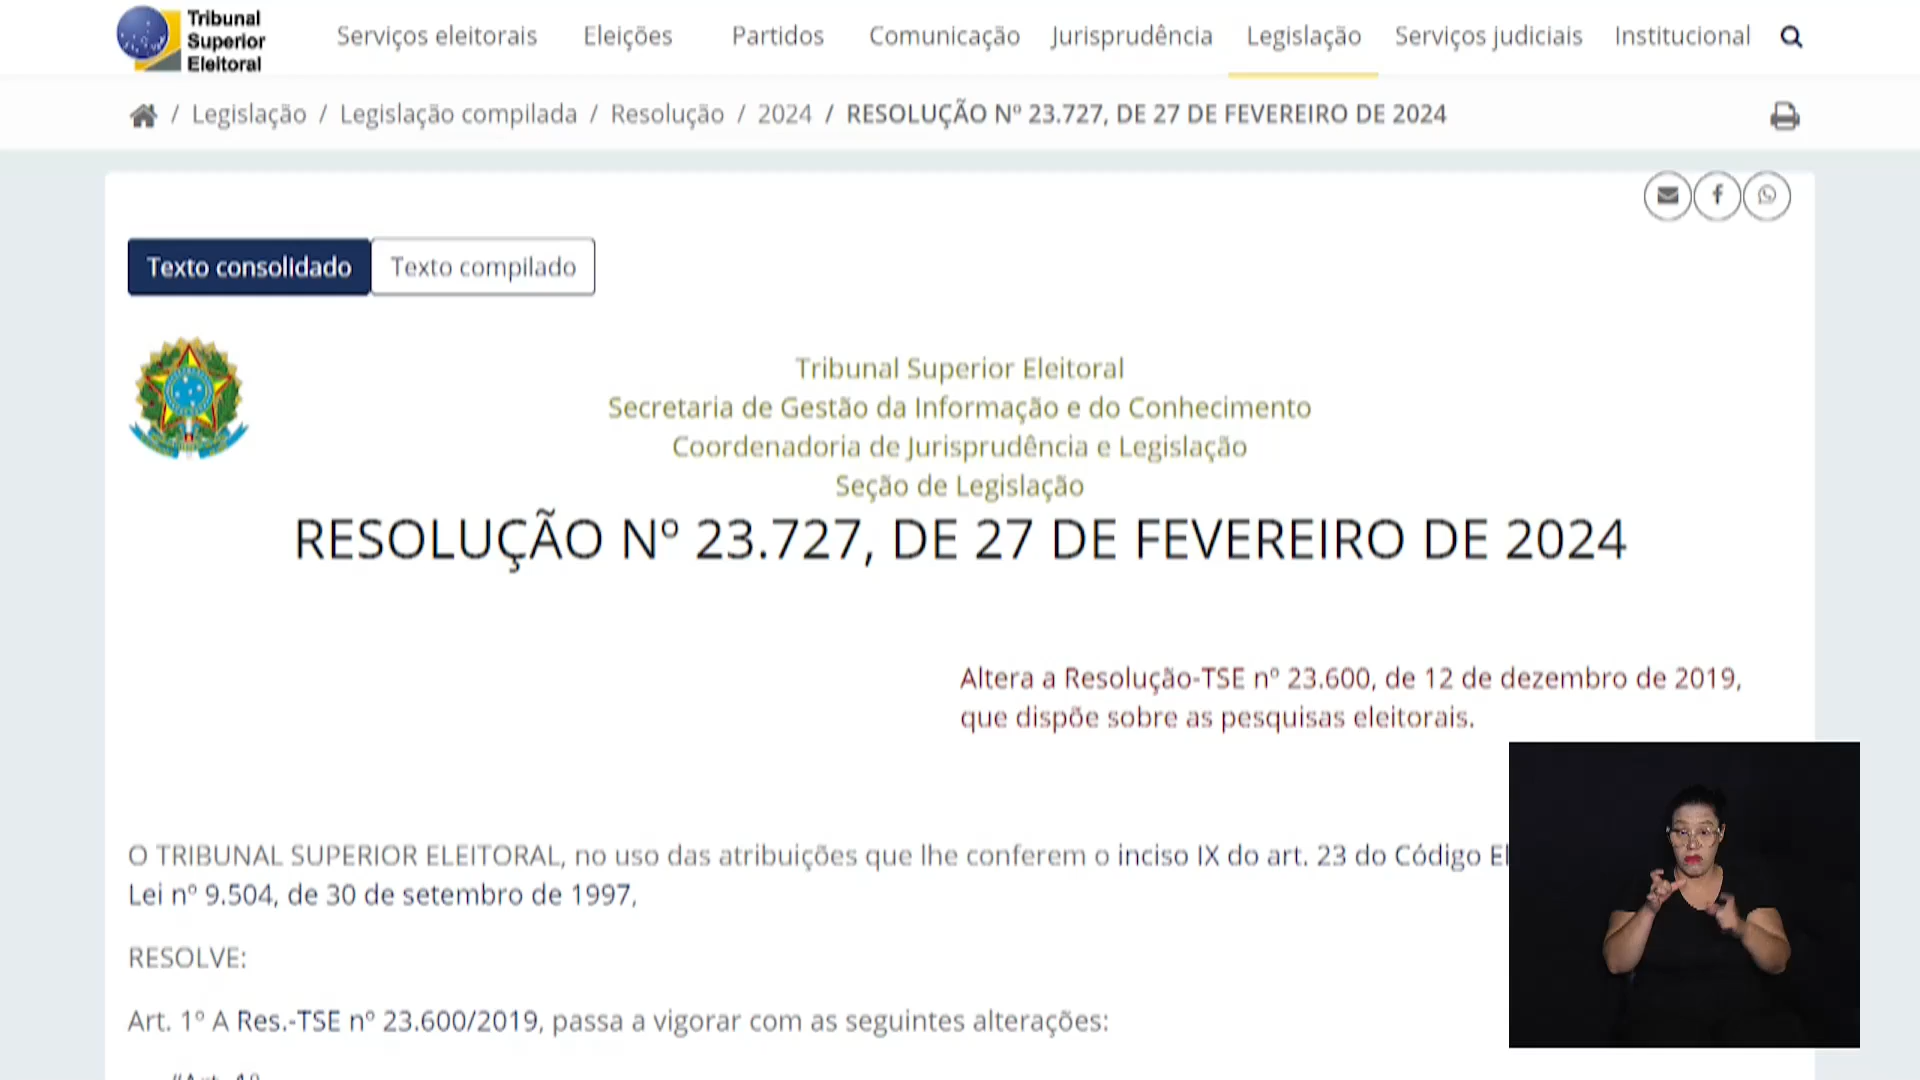 Tribunal
Superior
Eleitoral
Serviços eleitorais Eleições Partidos Comunicação Jurisprudência Legislação Serviços judiciais Institucional
/ Legislação / Legislação compilada / Resolução / 2024 / RESOLUÇÃO Nº 23.727, DE 27 DE FEVEREIRO DE 2024
Texto consolidado Texto compilado
Tribunal Superior Eleitoral
Secretaria de Gestão da Informação e do Conhecimento
Coordenadoria de Jurisprudência e Legislação
Seção de Legislação
RESOLUÇÃO Nº 23.727, DE 27 DE FEVEREIRO DE 2024
Altera a Resolução-TSE nº 23.600, de 12 de dezembro de 2019,
que dispõe sobre as pesquisas eleitorais.
O TRIBUNAL SUPERIOR ELEITORAL, no uso das atribuições que lhe conferem o inciso IX do art. 23 do Código
Lei nº 9.504, de 30 de setembro de 1997,
RESOLVE:
Art. 1º A Res.-TSE nº 23.600/2019, passa a vigorar com as seguintes alterações: